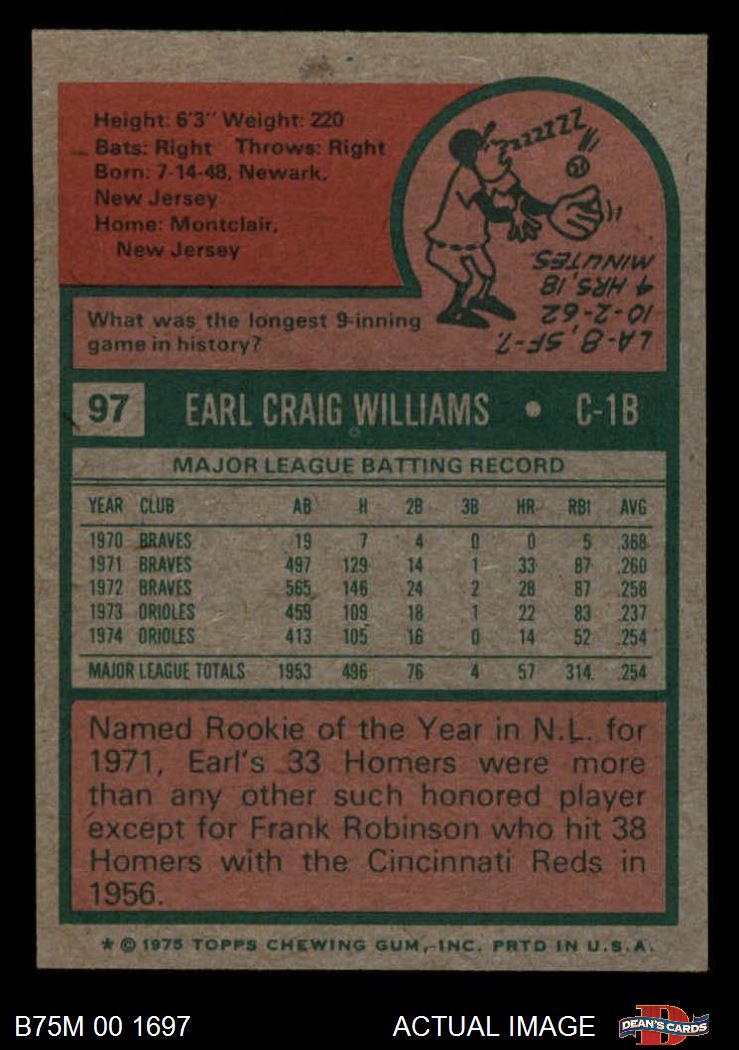 Height: 6'3" Weight: 220
Bats: Right Throws: Right
Born: 7-14-48, Newark,
New Jersey
Home: Montclair,
New Jersey
ZZZZZZZ
What was the longest 9-inning
game in history?
LA-8, SF-7,
10-2-62
4 HRS, 18
MINUTES.
97 EARL CRAIG WILLIAMS • C-1B
MAJOR LEAGUE BATTING RECORD
YEAR CLUB AB H 2B 3B HR RBI AVG
1970 BRAVES 19 7 4 0 0 5 .368
1971 BRAVES 497 129 14 1 33 87 .260
1972 BRAVES 565 146 24 2 28 87 .258
1973 ORIOLES 459 109 18 1 22 83 .237
1974 ORIOLES 413 105 16 0 14 52 .254
MAJOR LEAGUE TOTALS 1953 496 76 4 57 314 .254
Named Rookie of the Year in N.L. for
1971, Earl's 33 Homers were more
than any other such honored player
except for Frank Robinson who hit 38
Homers with the Cincinnati Reds in
1956.
* © 1975 TOPPS CHEWING GUM, INC. PRTD IN U.S.A.
B75M 00 1697 ACTUAL IMAGE
D
DEAN'S CARDS